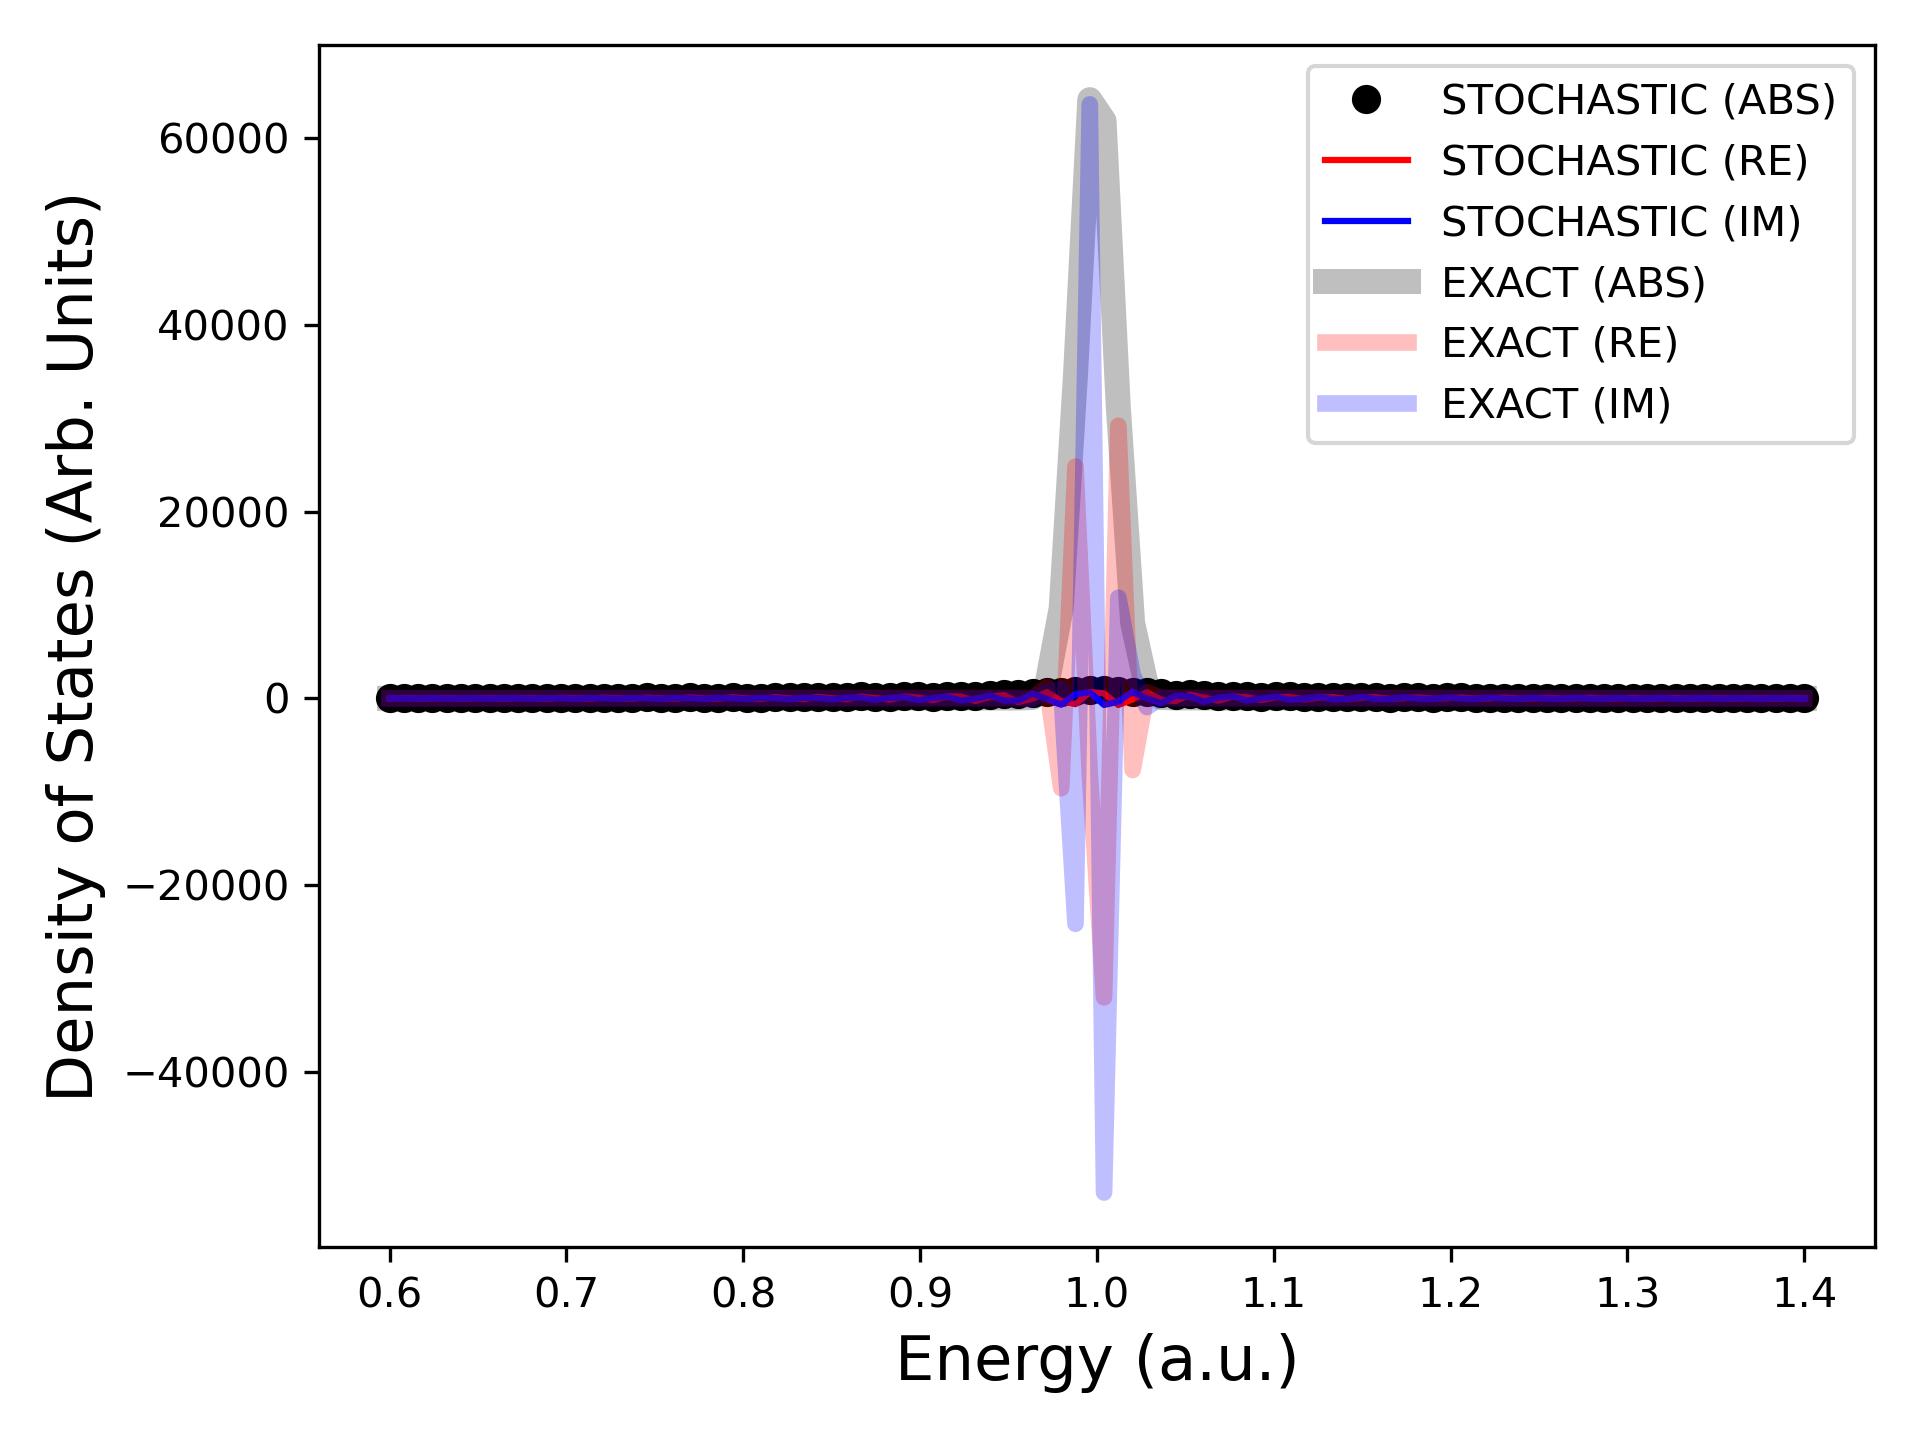 STOCHASTIC (ABS)
STOCHASTIC (RE)
STOCHASTIC (IM)
EXACT (ABS)
EXACT (RE)
EXACT (IM)
Density of States (Arb. Units)
60000
40000
20000
0
−20000
−40000
0.6 0.7 0.8 0.9 1.0 1.1 1.2 1.3 1.4
Energy (a.u.)